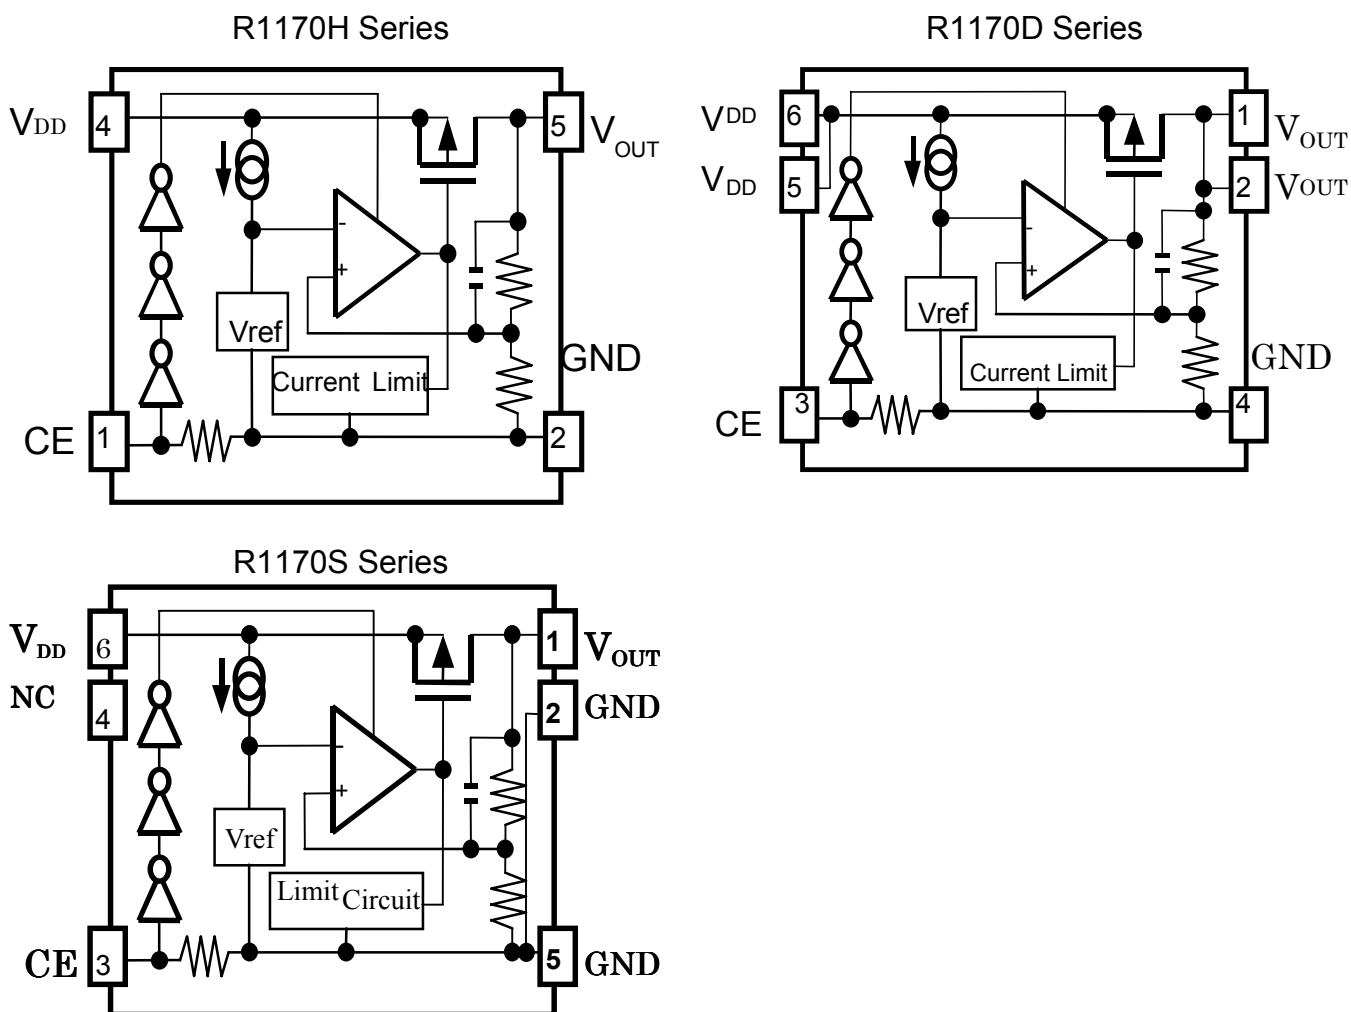 R1170H Series
VDD 4
5 VOUT
-
+
Vref
Current Limit
GND
CE 1
2
R1170D Series
VDD 6
1 VOUT
VDD 5
2 VOUT
-
+
Vref
Current Limit
GND
CE 3
4
R1170S Series
VDD 6
1 VOUT
NC 4
2 GND
-
+
Vref
Limit Circuit
CE 3
5 GND